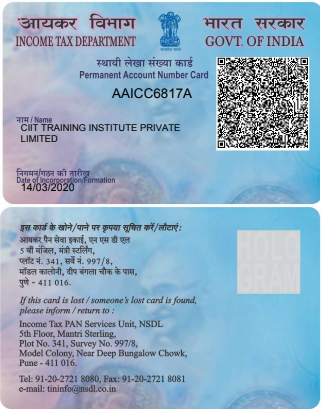 आयकर विभाग
INCOME TAX DEPARTMENT
भारत सरकार
GOVT. OF INDIA
स्थायी लेखा संख्या कार्ड
Permanent Account Number Card
AAICC6817A
नाम / Name
CIIT TRAINING INSTITUTE PRIVATE
LIMITED
निगमन/गठन की तारीख
Date of Incorporation/Formation
14/03/2020
इस कार्ड के खोने/पाने पर कृपया सूचित करें/लौटाएं:
आयकर पैन सेवा इकाई, एन एस डी एल
5 वीं मंजिल, मंत्री स्टर्लिंग,
प्लॉट नं. 341, सर्वे नं. 997/8,
मॉडल कालोनी, दीप बंगला चौक के पास,
पुणे - 411 016.
If this card is lost / someone's lost card is found,
please inform / return to :
Income Tax PAN Services Unit, NSDL
5th Floor, Mantri Sterling,
Plot No. 341, Survey No. 997/8,
Model Colony, Near Deep Bungalow Chowk,
Pune - 411 016.
Tel: 91-20-2721 8080, Fax: 91-20-2721 8081
e-mail: tininfo@nsdl.co.in